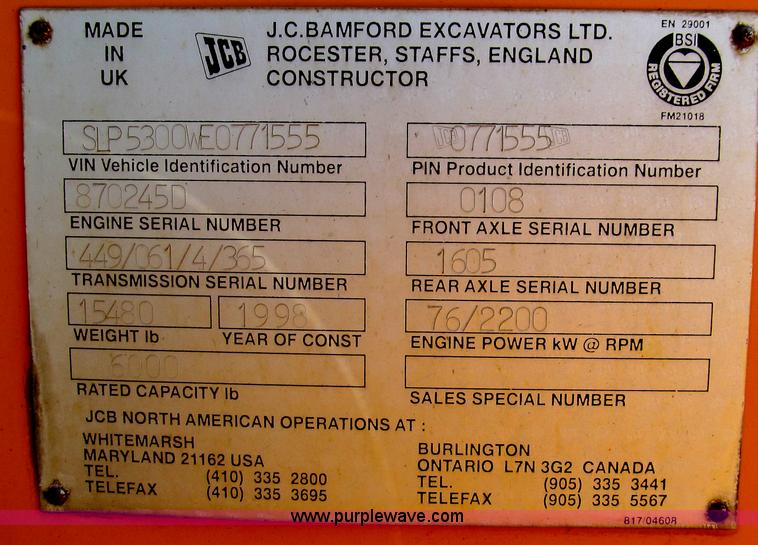 MADE IN UK
JCB
J.C.BAMFORD EXCAVATORS LTD.
ROCESTER, STAFFS, ENGLAND
CONSTRUCTOR
EN 29001
BSI
REGISTERED FIRM
FM21018
SLP5300WE0771555
VIN Vehicle Identification Number
0771555
PIN Product Identification Number
870245D
ENGINE SERIAL NUMBER
0108
FRONT AXLE SERIAL NUMBER
449/061/4/365
TRANSMISSION SERIAL NUMBER
1605
REAR AXLE SERIAL NUMBER
15480
WEIGHT lb
1998
YEAR OF CONST
76/2200
ENGINE POWER kW @ RPM
6000
RATED CAPACITY lb
SALES SPECIAL NUMBER
JCB NORTH AMERICAN OPERATIONS AT :
WHITEMARSH
MARYLAND 21162 USA
TEL. (410) 335 2800
TELEFAX (410) 335 3695
BURLINGTON
ONTARIO L7N 3G2 CANADA
TEL. (905) 335 3441
TELEFAX (905) 335 5567
www.purplewave.com
817/04608